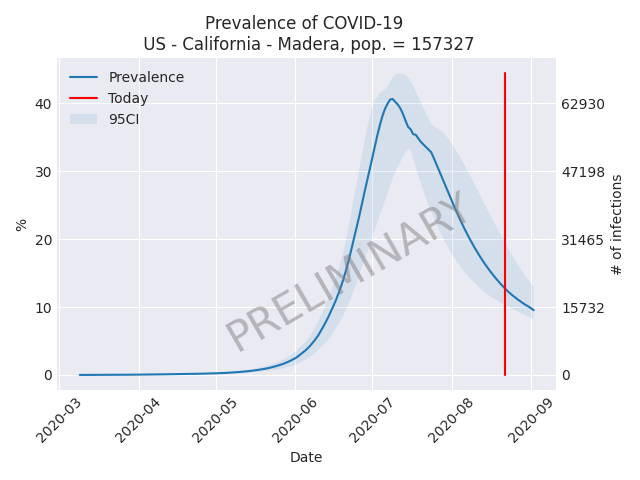 Prevalence of COVID-19
US - California - Madera, pop. = 157327
Prevalence
Today
95CI
40
30
20
10
0
%
62930
47198
31465
15732
0
# of infections
PRELIMINARY
2020-03
2020-04
2020-05
2020-06
2020-07
2020-08
2020-09
Date